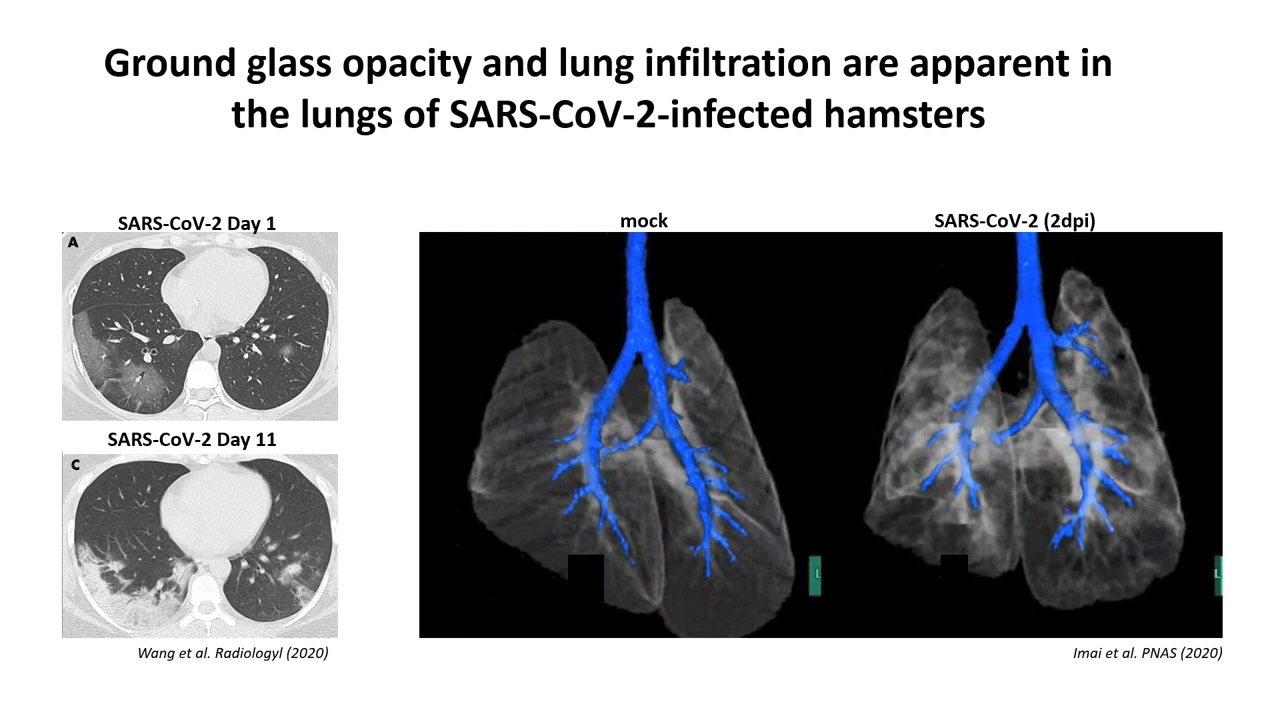 Ground glass opacity and lung infiltration are apparent in
the lungs of SARS-CoV-2-infected hamsters
SARS-CoV-2 Day 1
A
SARS-CoV-2 Day 11
C
Wang et al. Radiologyl (2020)
mock
SARS-CoV-2 (2dpi)
L
L
Imai et al. PNAS (2020)